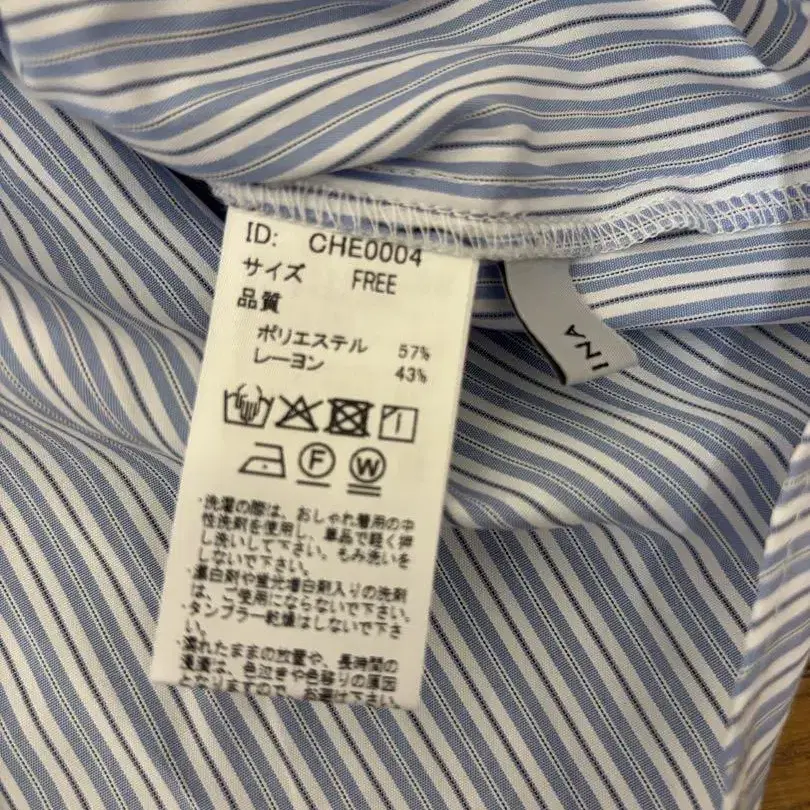 ID: CHE0004
サイズ FREE
品質
ポリエステル 57%
レーヨン 43%
F W
INA
・洗濯の際は、おしゃれ着用の中
性洗剤を使用し、単品で軽く押
し洗いして下さい。もみ洗いを
しないで下さい。
・漂白剤や蛍光増白剤入りの洗剤
は、ご使用にならないで下さい。
・タンブラー乾燥はしないで下さ
い。
・濡れたままの放置や、長時間の
浸漬は、色泣きや色移りの原因
となりますので、お避け下さい。